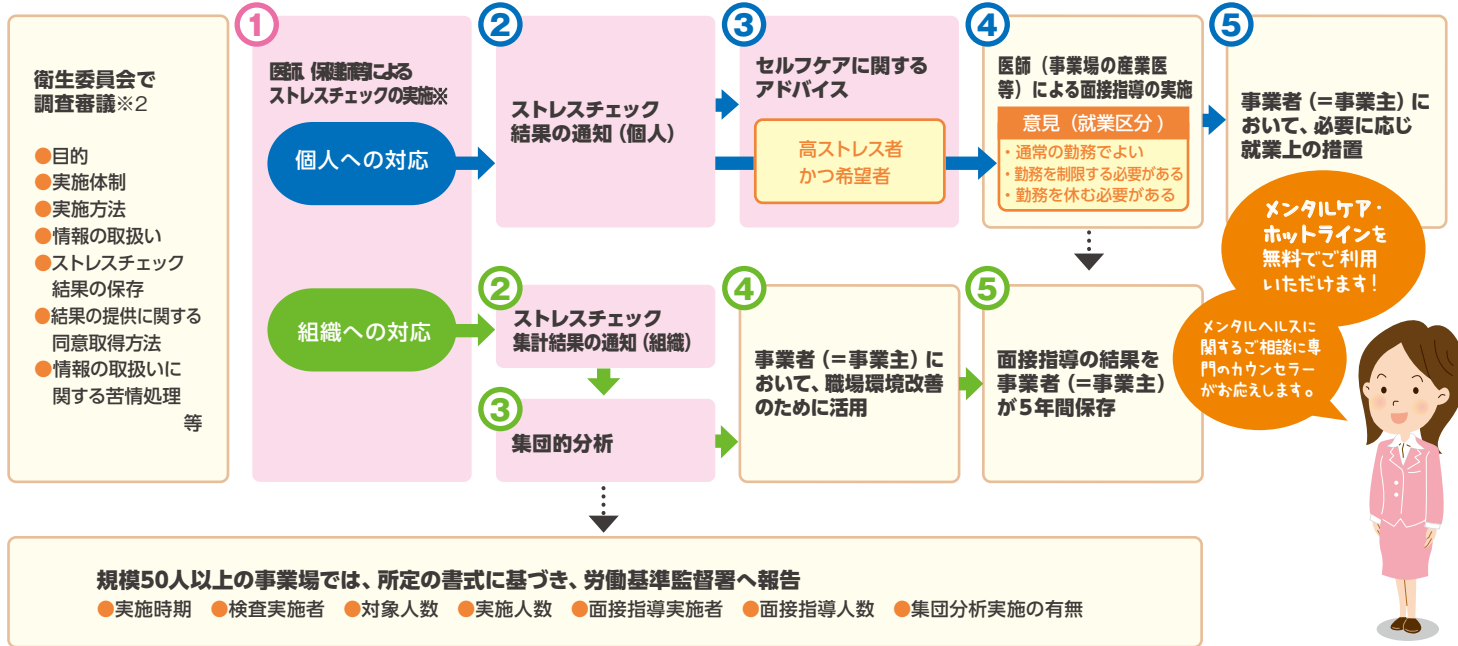 衛生委員会で
調査審議※2
●目的
●実施体制
●実施方法
●情報の取扱い
●ストレスチェック
結果の保存
●結果の提供に関する
同意取得方法
●情報の取扱いに
関する苦情処理
等
①
医師、保健師等による
ストレスチェックの実施※
個人への対応
組織への対応
②
ストレスチェック
結果の通知（個人）
③
セルフケアに関する
アドバイス
高ストレス者
かつ希望者
④
医師（事業場の産業医
等）による面接指導の実施
意見（就業区分）
・通常の勤務でよい
・勤務を制限する必要がある
・勤務を休む必要がある
⑤
事業者（＝事業主）に
おいて、必要に応じ
就業上の措置
②
ストレスチェック
集計結果の通知（組織）
③
集団的分析
④
事業者（＝事業主）に
おいて、職場環境改善
のために活用
⑤
面接指導の結果を
事業者（＝事業主）
が5年間保存
メンタルケア・
ホットラインを
無料でご利用
いただけます！
メンタルヘルスに
関するご相談に専
門のカウンセラー
がお応えします。
規模50人以上の事業場では、所定の書式に基づき、労働基準監督署へ報告
●実施時期 ●検査実施者 ●対象人数 ●実施人数 ●面接指導実施者 ●面接指導人数 ●集団分析実施の有無